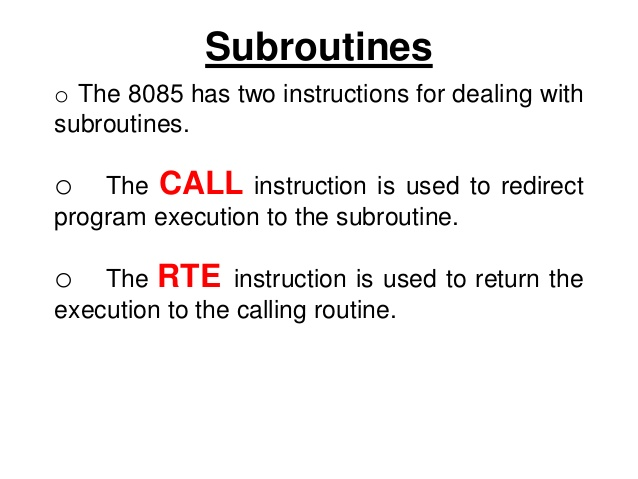 Subroutines
o The 8085 has two instructions for dealing with
subroutines.
o The CALL instruction is used to redirect
program execution to the subroutine.
o The RTE instruction is used to return the
execution to the calling routine.